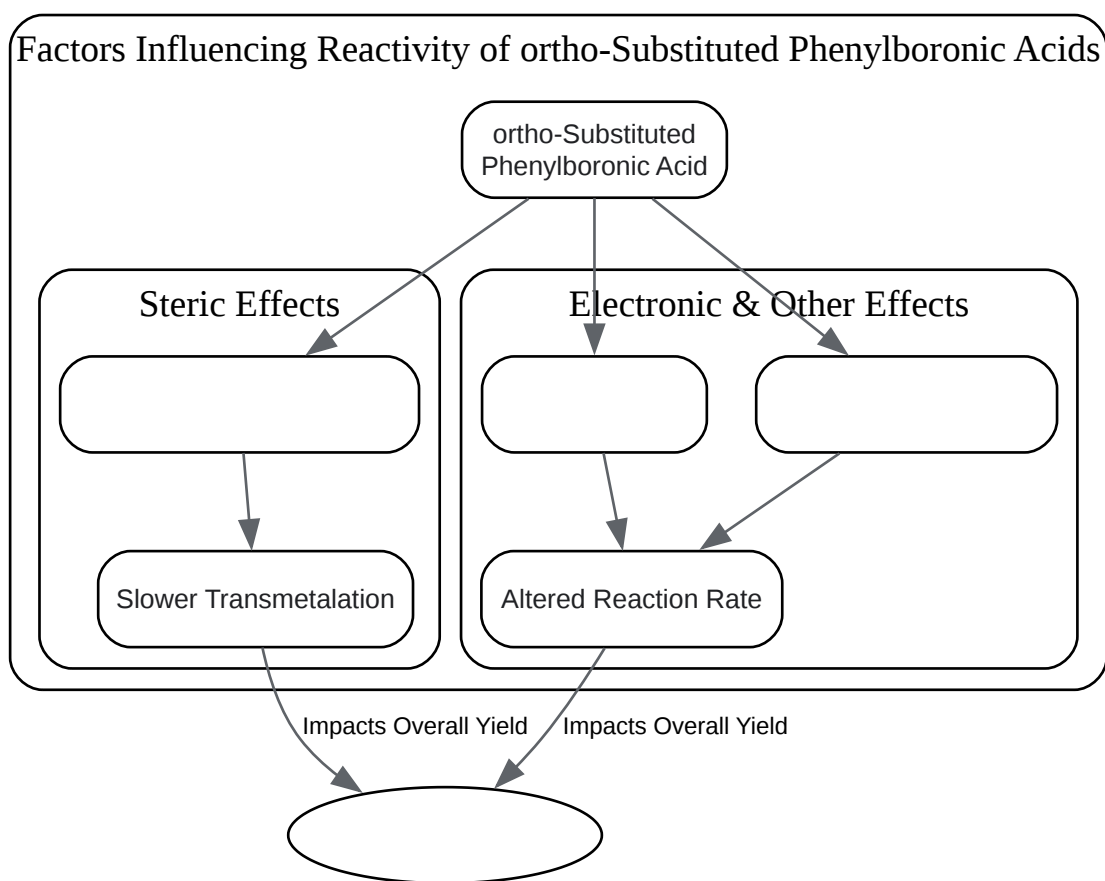 Factors Influencing Reactivity of ortho-Substituted Phenylboronic Acids
ortho-Substituted
Phenylboronic Acid
Steric Effects
Electronic & Other Effects
Slower Transmetalation
Altered Reaction Rate
Impacts Overall Yield
Impacts Overall Yield